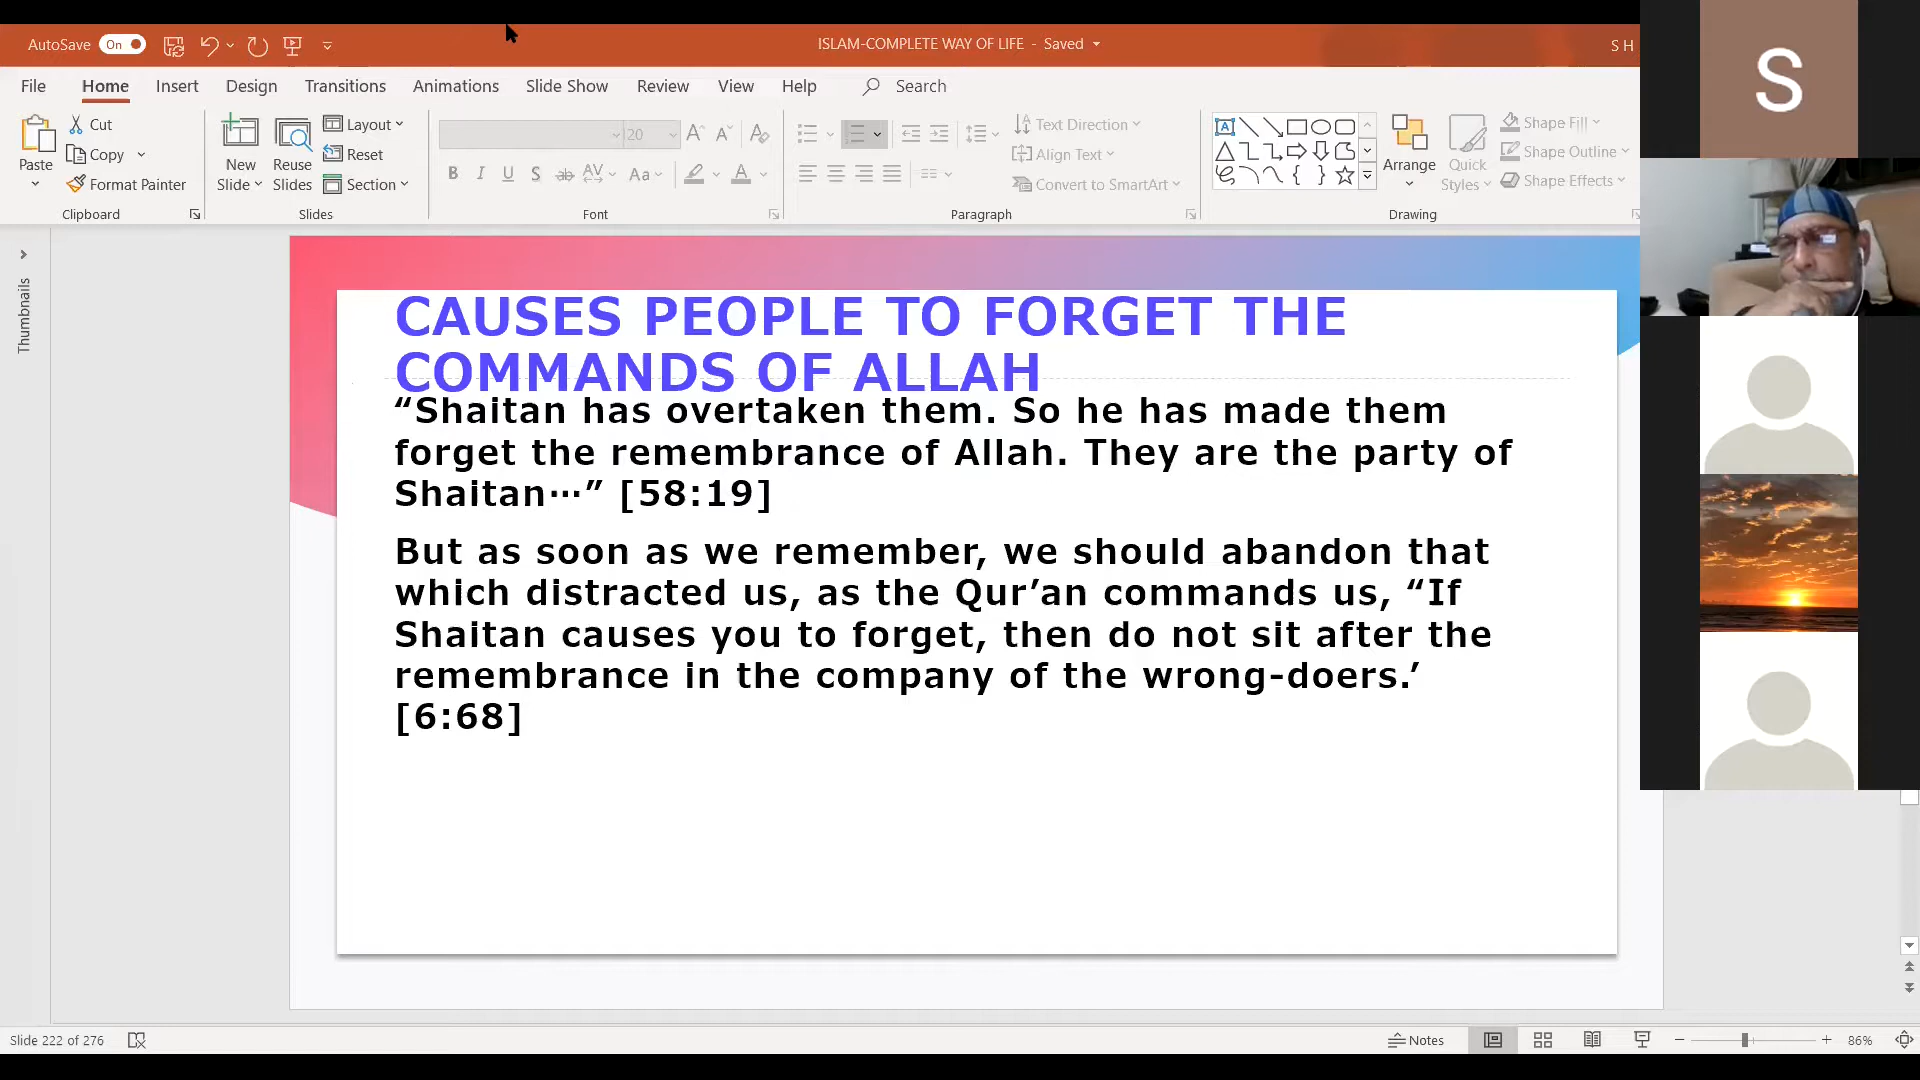 AutoSave On
ISLAM-COMPLETE WAY OF LIFE - Saved
S H
File Home Insert Design Transitions Animations Slide Show Review View Help Search
Paste
Cut
Copy
Format Painter
Clipboard
New Slide
Reuse Slides
Layout
Reset
Section
Slides
20
Font
Text Direction
Align Text
Convert to SmartArt
Paragraph
Arrange
Quick Styles
Shape Fill
Shape Outline
Shape Effects
Drawing
S
Thumbnails
CAUSES PEOPLE TO FORGET THE
COMMANDS OF ALLAH
“Shaitan has overtaken them. So he has made them
forget the remembrance of Allah. They are the party of
Shaitan…” [58:19]
But as soon as we remember, we should abandon that
which distracted us, as the Qur’an commands us, “If
Shaitan causes you to forget, then do not sit after the
remembrance in the company of the wrong-doers.’
[6:68]
Slide 222 of 276
Notes
86%